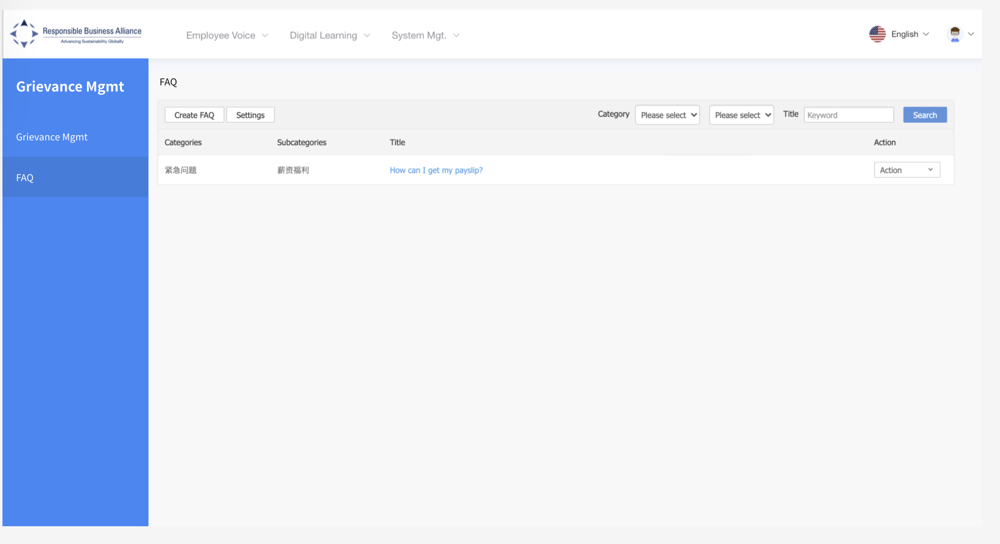 Responsible Business Alliance
Advancing Sustainability Globally
Employee Voice
Digital Learning
System Mgt.
English
Grievance Mgmt
Grievance Mgmt
FAQ
FAQ
Create FAQ
Settings
Category
Please select
Please select
Title
Keyword
Search
Categories
Subcategories
Title
Action
紧急问题
薪资福利
How can I get my payslip?
Action